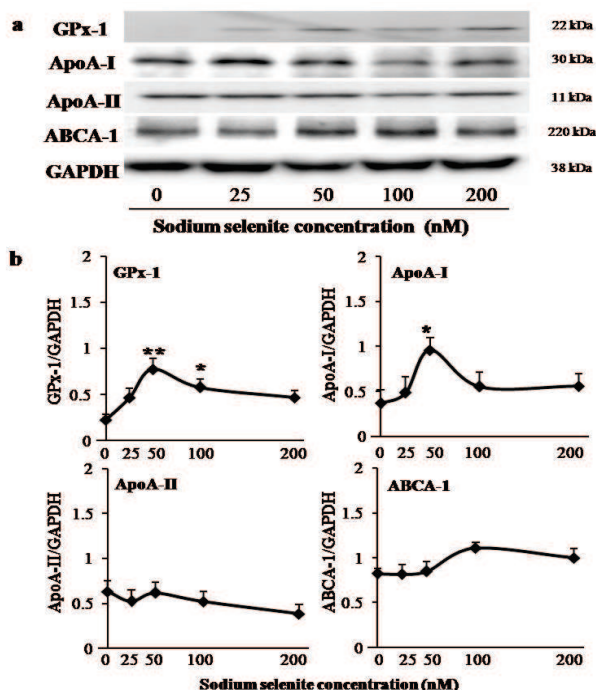 a
GPx-1 22 kDa
ApoA-I 30 kDa
ApoA-II 11 kDa
ABCA-1 220 kDa
GAPDH 38 kDa
0 25 50 100 200
Sodium selenite concentration (nM)
b
GPx-1
GPx-1/GAPDH
2
1.5
1
0.5
0
** *
0 25 50 100 200
ApoA-I
ApoA-I/GAPDH
2
1.5
1
0.5
0
*
0 25 50 100 200
ApoA-II
ApoA-II/GAPDH
2
1.5
1
0.5
0
0 25 50 100 200
ABCA-1
ABCA-1/GAPDH
2
1.5
1
0.5
0
0 25 50 100 200
Sodium selenite concentration (nM)